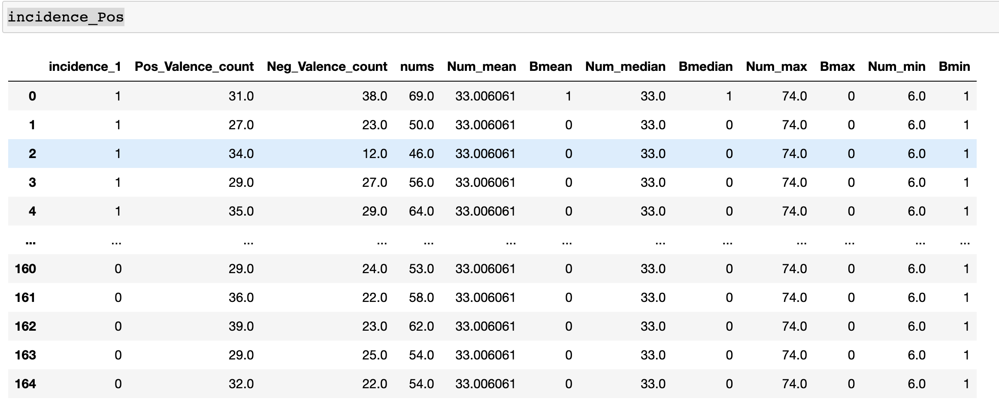 incidence_Pos
incidence_1 Pos_Valence_count Neg_Valence_count nums Num_mean Bmean Num_median Bmedian Num_max Bmax Num_min Bmin
0 1 31.0 38.0 69.0 33.006061 1 33.0 1 74.0 0 6.0 1
1 1 27.0 23.0 50.0 33.006061 0 33.0 0 74.0 0 6.0 1
2 1 34.0 12.0 46.0 33.006061 0 33.0 0 74.0 0 6.0 1
3 1 29.0 27.0 56.0 33.006061 0 33.0 0 74.0 0 6.0 1
4 1 35.0 29.0 64.0 33.006061 0 33.0 0 74.0 0 6.0 1
... ... ... ... ... ... ... ... ... ... ... ... ...
160 0 29.0 24.0 53.0 33.006061 0 33.0 0 74.0 0 6.0 1
161 0 36.0 22.0 58.0 33.006061 0 33.0 0 74.0 0 6.0 1
162 0 39.0 23.0 62.0 33.006061 0 33.0 0 74.0 0 6.0 1
163 0 29.0 25.0 54.0 33.006061 0 33.0 0 74.0 0 6.0 1
164 0 32.0 22.0 54.0 33.006061 0 33.0 0 74.0 0 6.0 1